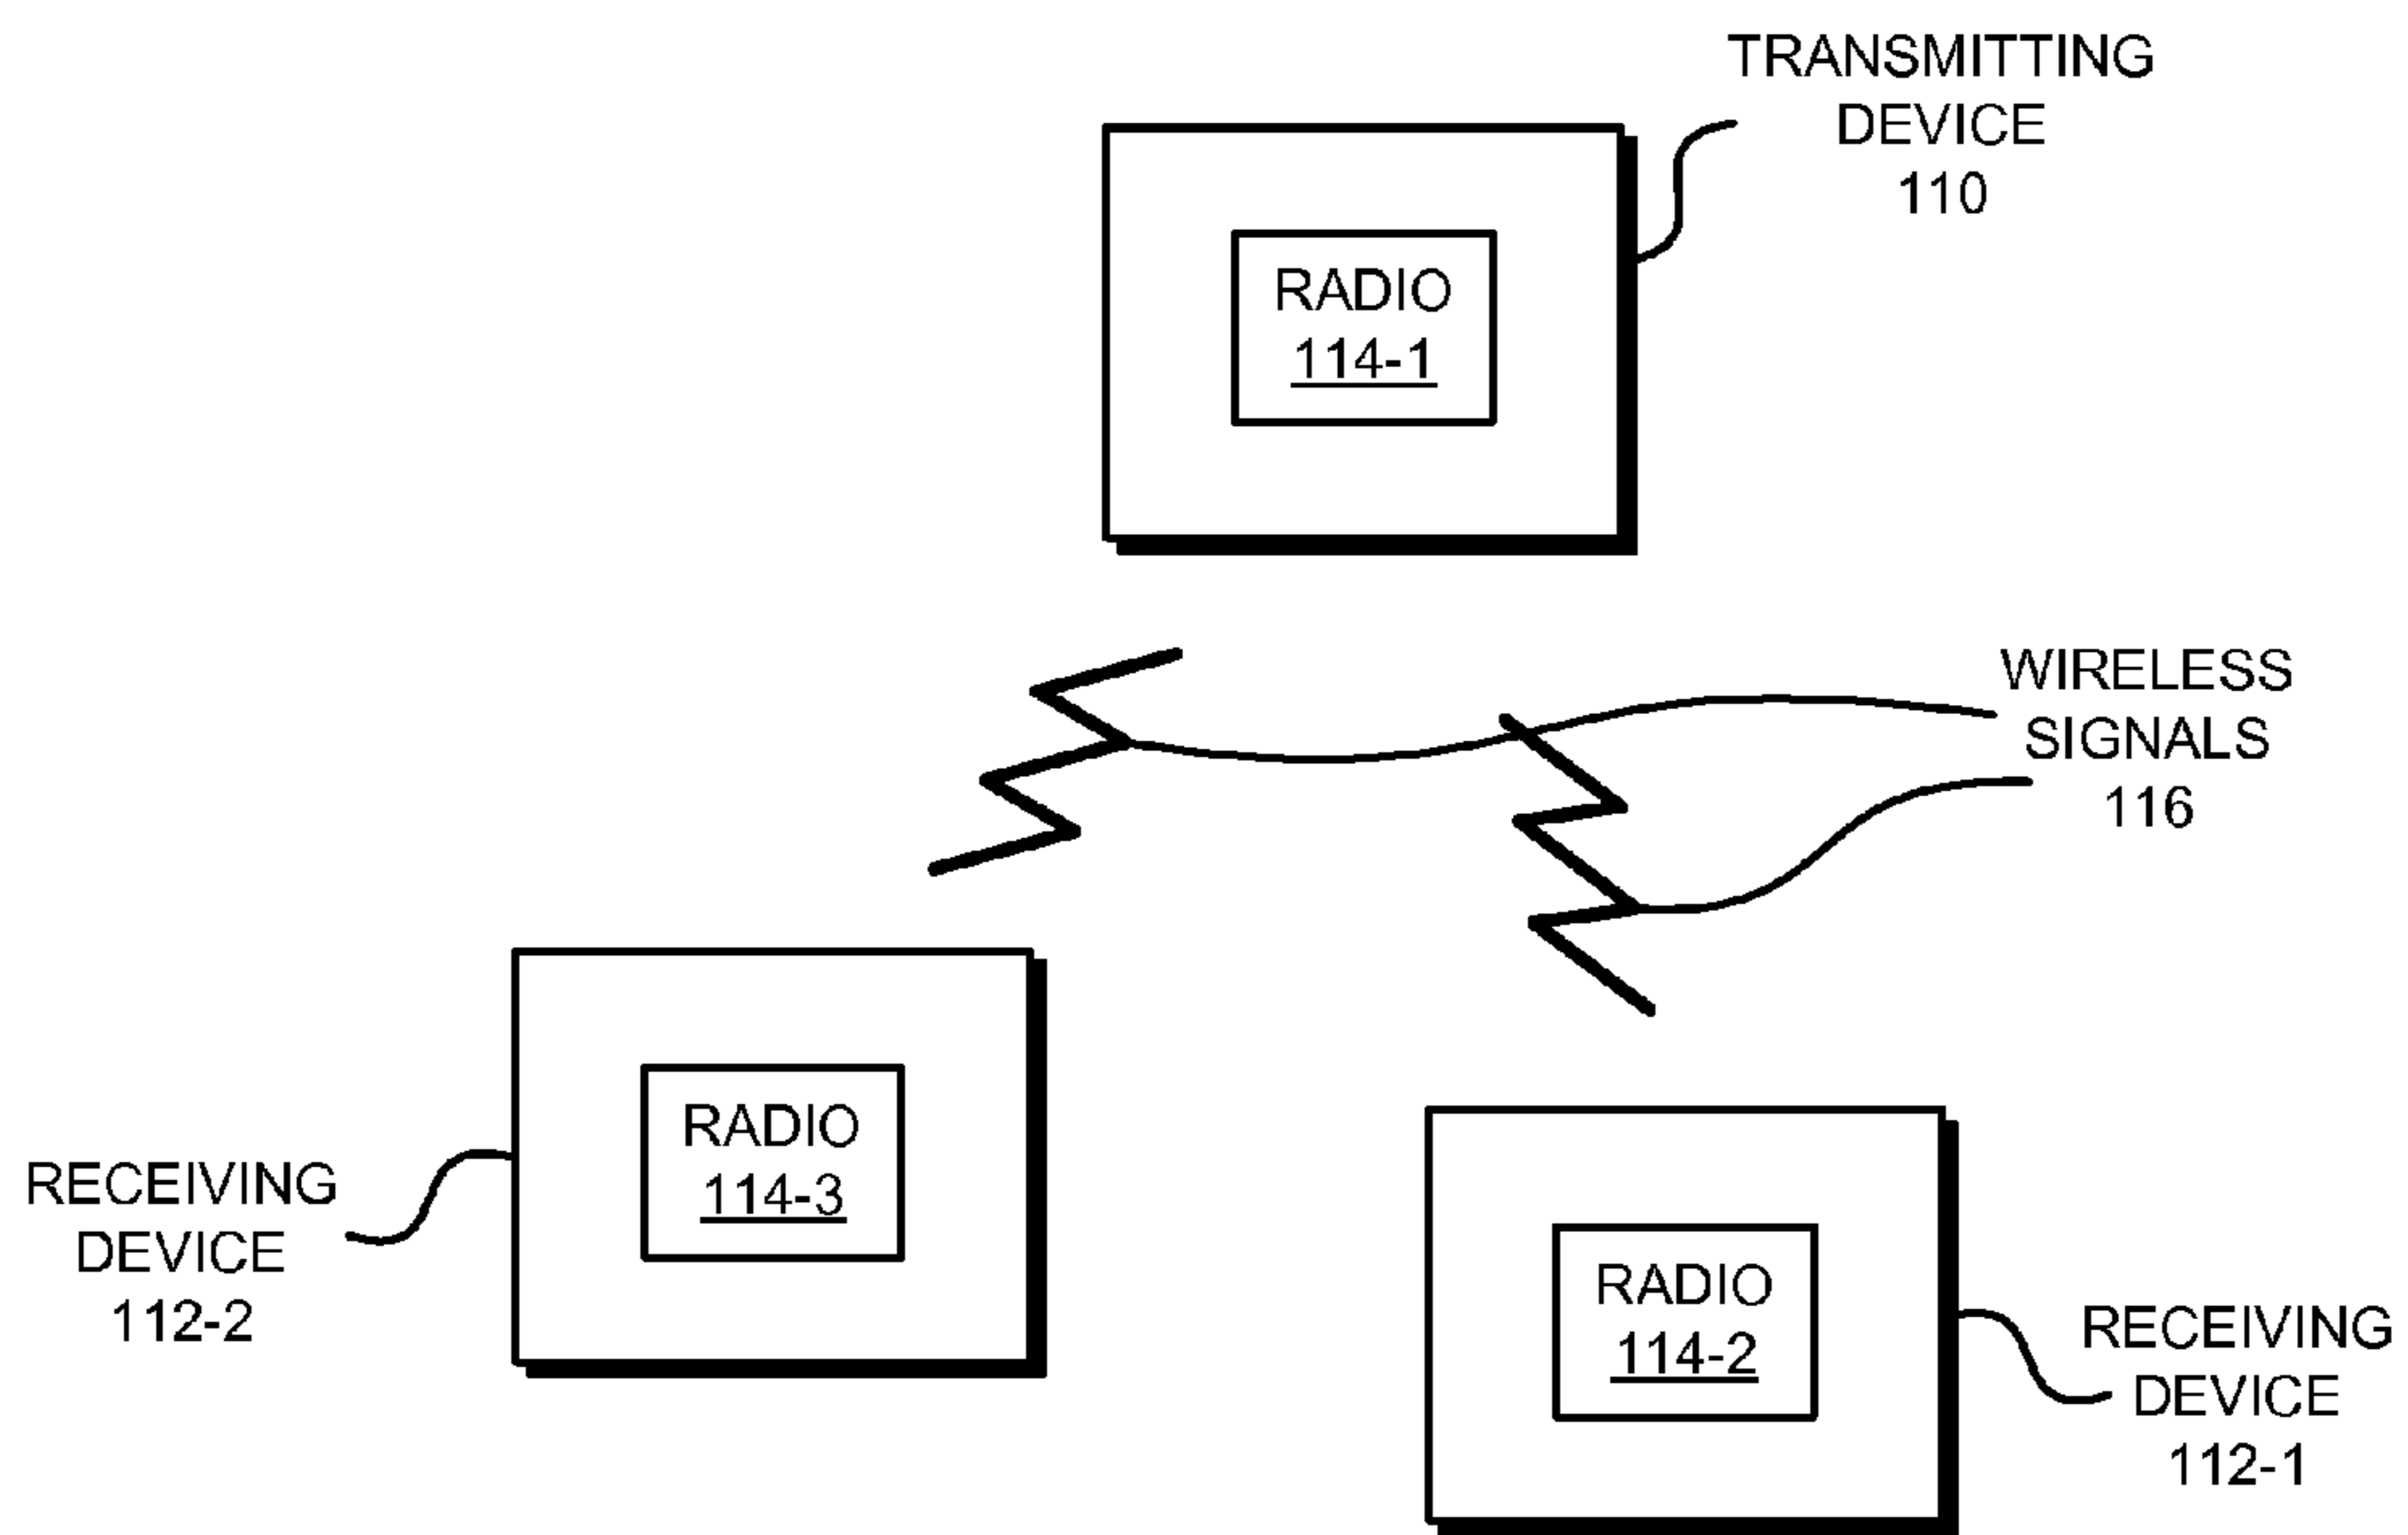 TRANSMITTING
DEVICE
110
RADIO
114-1
WIRELESS
SIGNALS
116
RADIO
114-3
RECEIVING
DEVICE
112-2
RADIO
114-2
RECEIVING
DEVICE
112-1